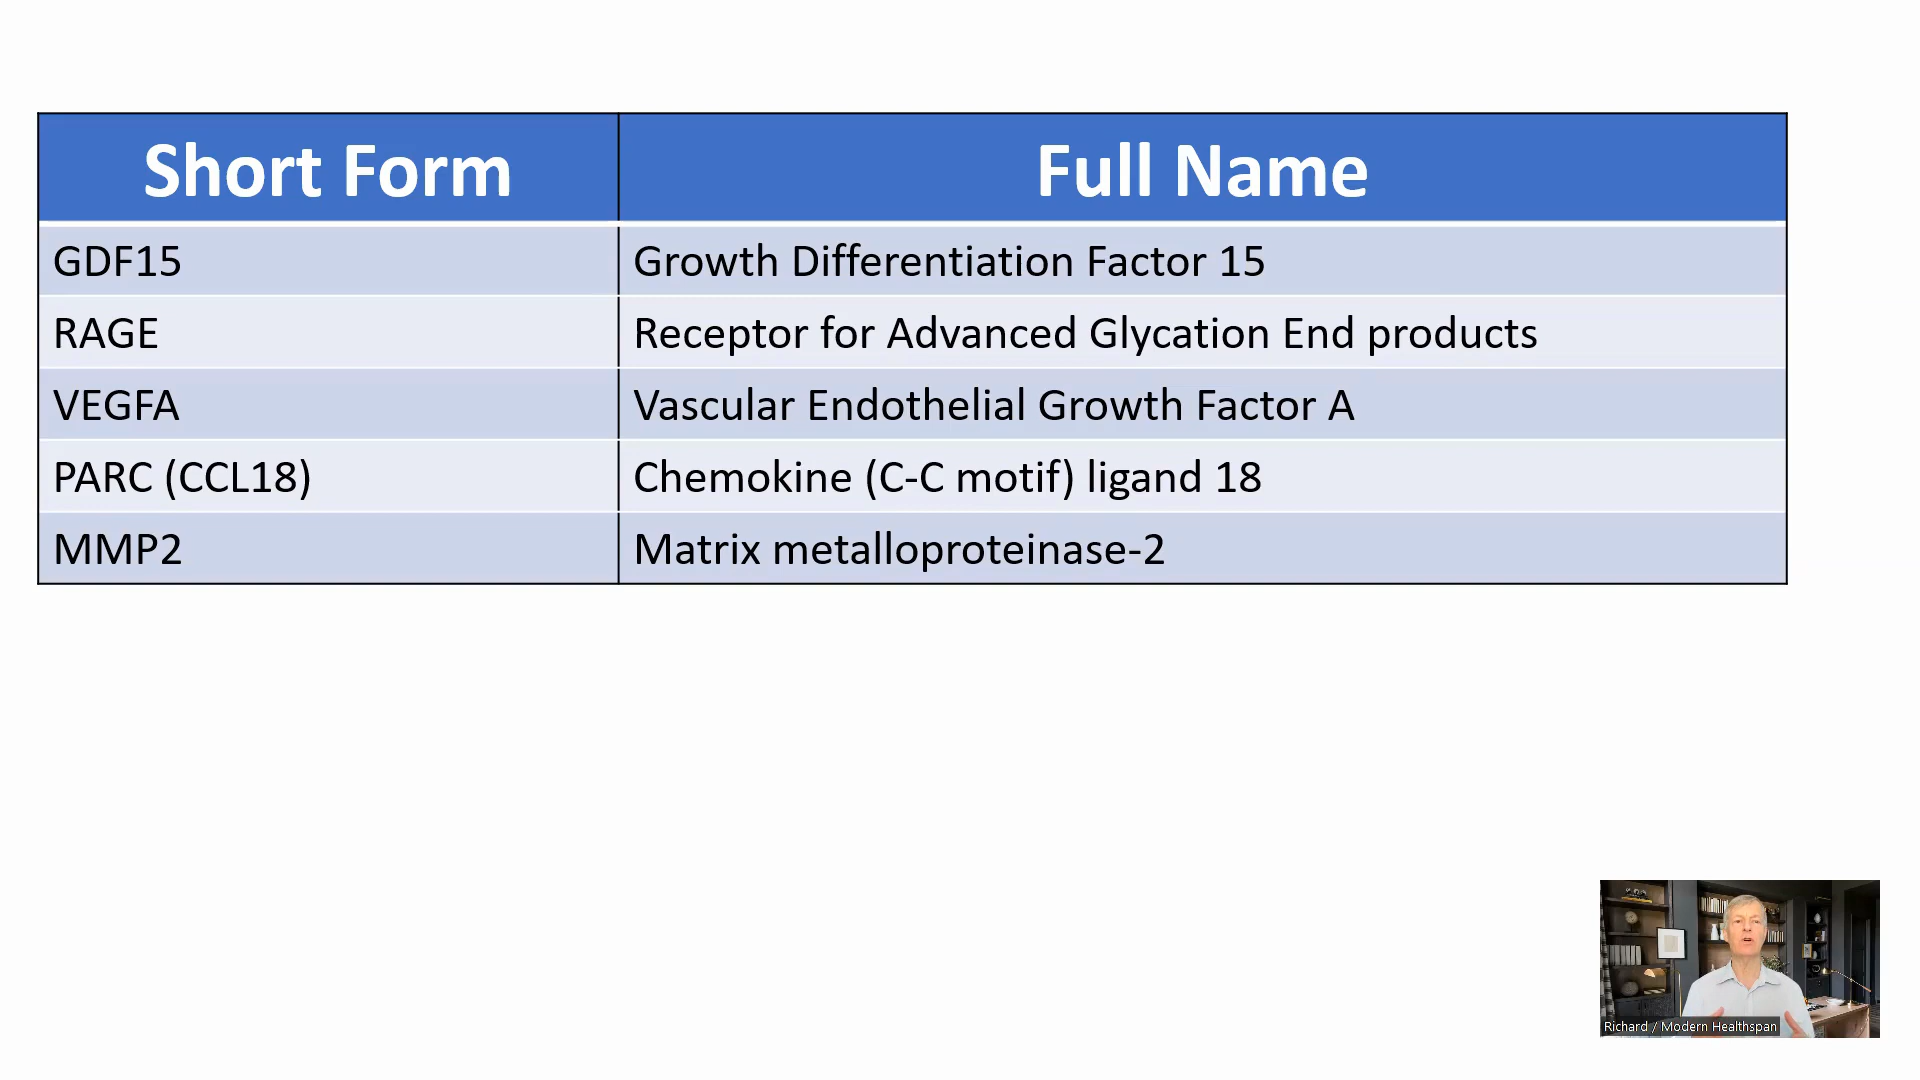 Short Form Full Name
GDF15 Growth Differentiation Factor 15
RAGE Receptor for Advanced Glycation End products
VEGFA Vascular Endothelial Growth Factor A
PARC (CCL18) Chemokine (C-C motif) ligand 18
MMP2 Matrix metalloproteinase-2
Richard / Modern Healthspan